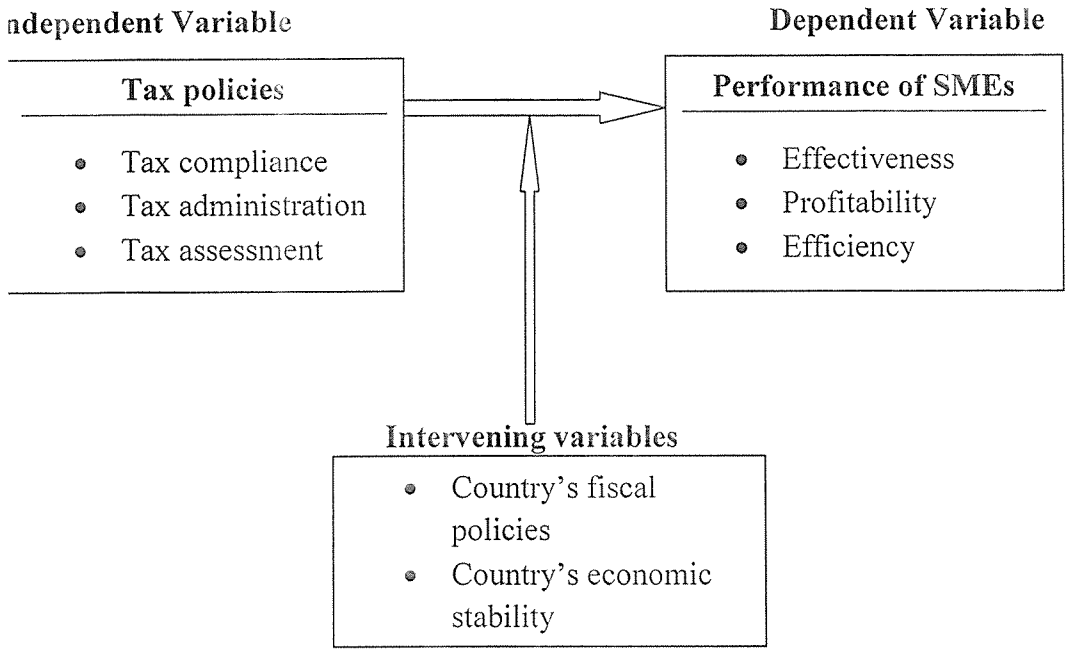 ndependent Variable
Dependent Variable
Tax policies
• Tax compliance
• Tax administration
• Tax assessment
Performance of SMEs
• Effectiveness
• Profitability
• Efficiency
Intervening variables
• Country's fiscal
policies
• Country's economic
stability